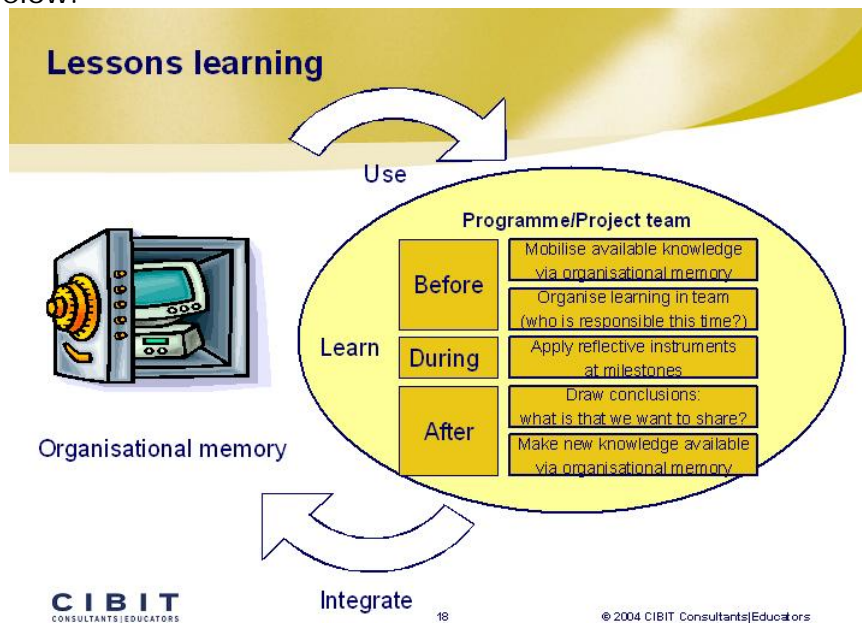 Lessons learning
Use
Programme/Project team
Before
Mobilise available knowledge
via organisational memory
Organise learning in team
(who is responsible this time?)
Learn
During
Apply reflective instruments
at milestones
After
Draw conclusions:
what is that we want to share?
Make new knowledge available
via organisational memory
Organisational memory
Integrate
CIBIT
CONSULTANTS|EDUCATORS
18
© 2004 CIBIT Consultants|Educators